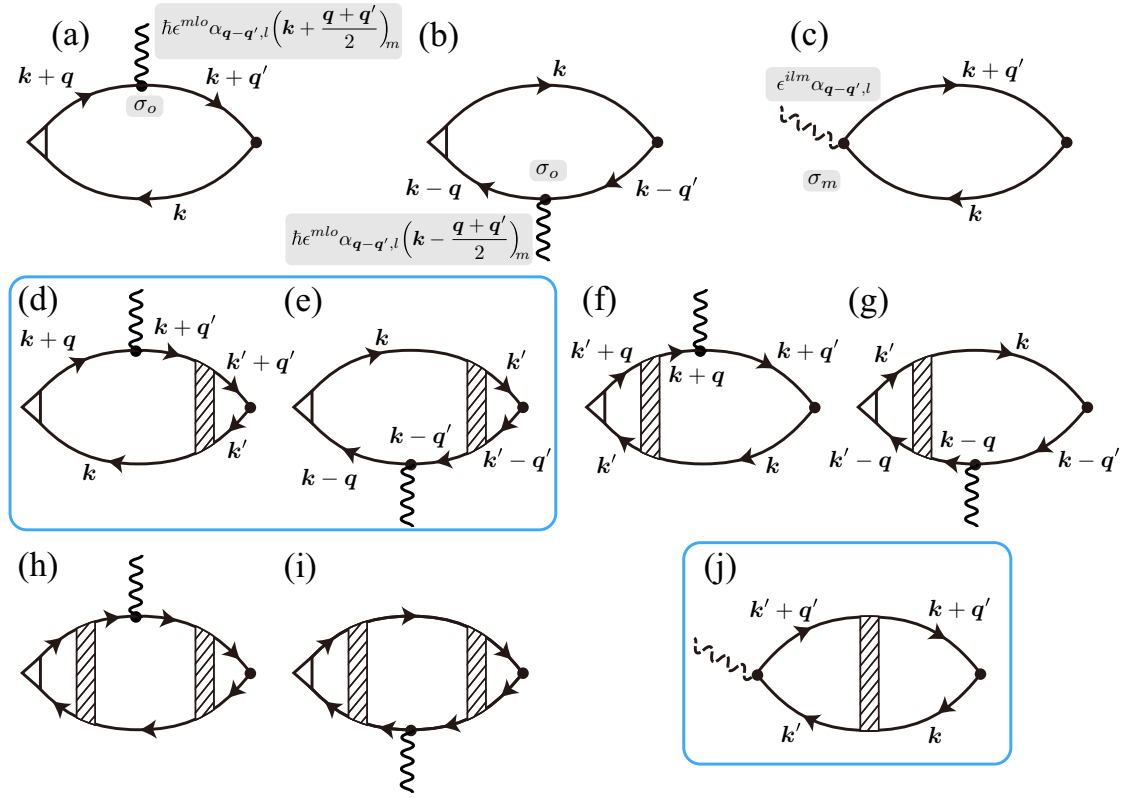 (a)
ħϵ^{mlo}α_{q−q′,l}(k + (q + q′)/2)_m
(b)
(c)
k + q
k + q′
σ_o
k
k
σ_o
k − q
k − q′
ħϵ^{mlo}α_{q−q′,l}(k − (q + q′)/2)_m
ϵ^{ilm}α_{q−q′,l}
k + q′
σ_m
k
(d)
k + q
k + q′
k′ + q′
k′
k
(e)
k
k′
k − q′
k′ − q′
k − q
(f)
k′ + q
k + q
k + q′
k′
k
(g)
k′
k
k − q
k′ − q
k − q′
(h)
(i)
(j)
k′ + q′
k + q′
k′
k